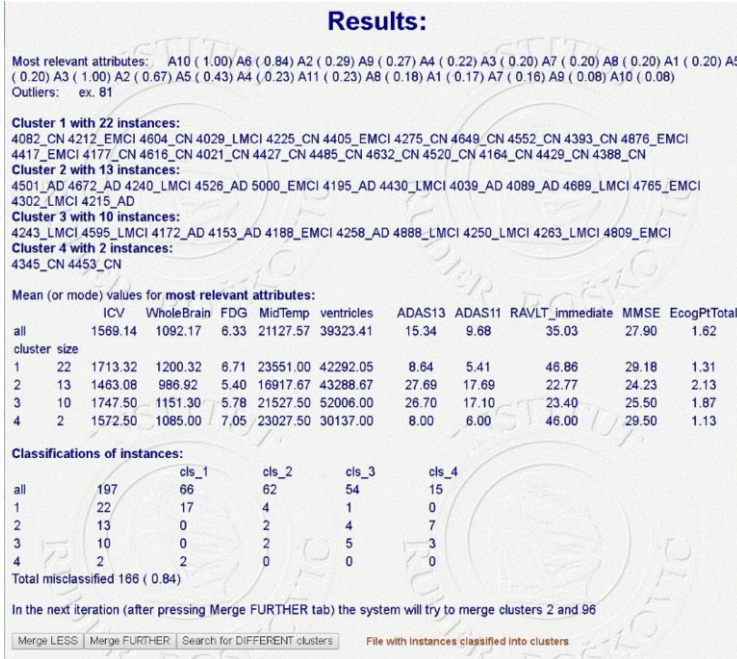 Results:
Most relevant attributes: A10 ( 1.00) A6 ( 0.84) A2 ( 0.29) A9 ( 0.27) A4 ( 0.22) A3 ( 0.20) A7 ( 0.20) A8 ( 0.20) A1 ( 0.20) A5
( 0.20) A3 ( 1.00) A2 ( 0.67) A5 ( 0.43) A4 ( 0.23) A11 ( 0.23) A8 ( 0.18) A1 ( 0.17) A7 ( 0.16) A9 ( 0.08) A10 ( 0.08)
Outliers: ex. 81
Cluster 1 with 22 instances:
4082_CN 4212_EMCI 4604_CN 4029_LMCI 4225_CN 4405_EMCI 4275_CN 4649_CN 4552_CN 4393_CN 4876_EMCI
4417_EMCI 4177_CN 4616_CN 4021_CN 4427_CN 4485_CN 4632_CN 4520_CN 4164_CN 4429_CN 4388_CN
Cluster 2 with 13 instances:
4501_AD 4672_AD 4240_LMCI 4526_AD 5000_EMCI 4195_AD 4430_LMCI 4039_AD 4089_AD 4689_LMCI 4765_EMCI
4302_LMCI 4215_AD
Cluster 3 with 10 instances:
4243_LMCI 4595_LMCI 4172_AD 4153_AD 4188_EMCI 4258_AD 4888_LMCI 4250_LMCI 4263_LMCI 4809_EMCI
Cluster 4 with 2 instances:
4345_CN 4453_CN
Mean (or mode) values for most relevant attributes:
ICV WholeBrain FDG MidTemp ventricles ADAS13 ADAS11 RAVLT_immediate MMSE EcogPtTotal
all 1569.14 1092.17 6.33 21127.57 39323.41 15.34 9.68 35.03 27.90 1.62
cluster size
1 22 1713.32 1200.32 6.71 23551.00 42292.05 8.64 5.41 46.86 29.18 1.31
2 13 1463.08 986.92 5.40 16917.67 43288.67 27.69 17.69 22.77 24.23 2.13
3 10 1747.50 1151.30 5.78 21527.50 52006.00 26.70 17.10 23.40 25.50 1.87
4 2 1572.50 1085.00 7.05 23027.50 30137.00 8.00 6.00 46.00 29.50 1.13
Classifications of instances:
cls_1 cls_2 cls_3 cls_4
all 197 66 62 54 15
1 22 17 4 1 0
2 13 0 2 4 7
3 10 0 2 5 3
4 2 2 0 0 0
Total misclassified 166 ( 0.84)
In the next iteration (after pressing Merge FURTHER tab) the system will try to merge clusters 2 and 96
Merge LESS Merge FURTHER Search for DIFFERENT clusters File with instances classified into clusters